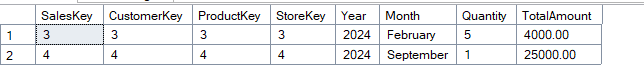 SalesKey CustomerKey ProductKey StoreKey Year Month Quantity TotalAmount
1 3 3 3 3 2024 February 5 4000.00
2 4 4 4 4 2024 September 1 25000.00